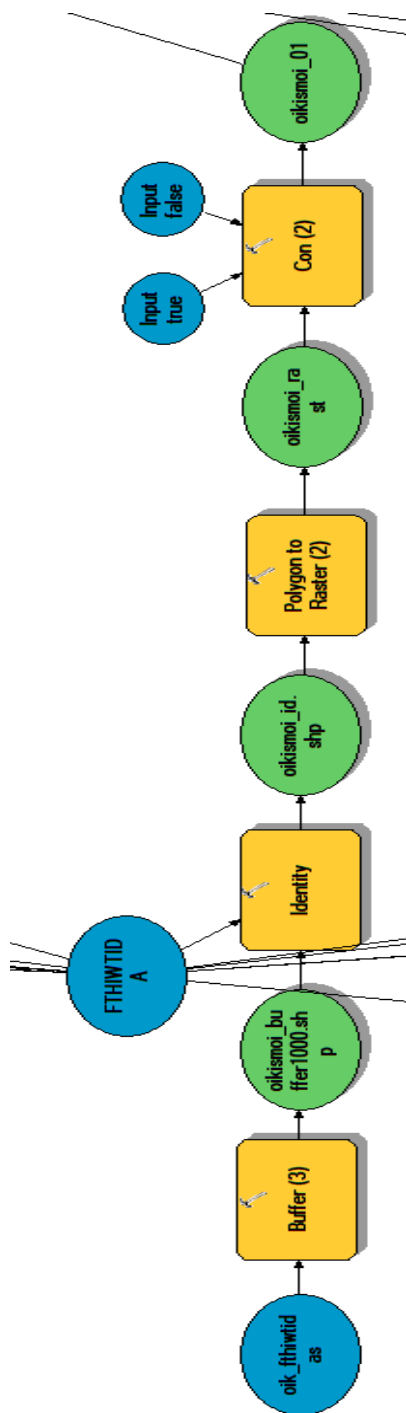 oik_fthiwtid
as
Buffer (3)
oikismoi_bu
ffer1000.sh
p
FTHIWTID
A
Identity
oikismoi_id.
shp
Polygon to
Raster (2)
oikismoi_ra
st
Input
true
Input
false
Con (2)
oikismoi_01